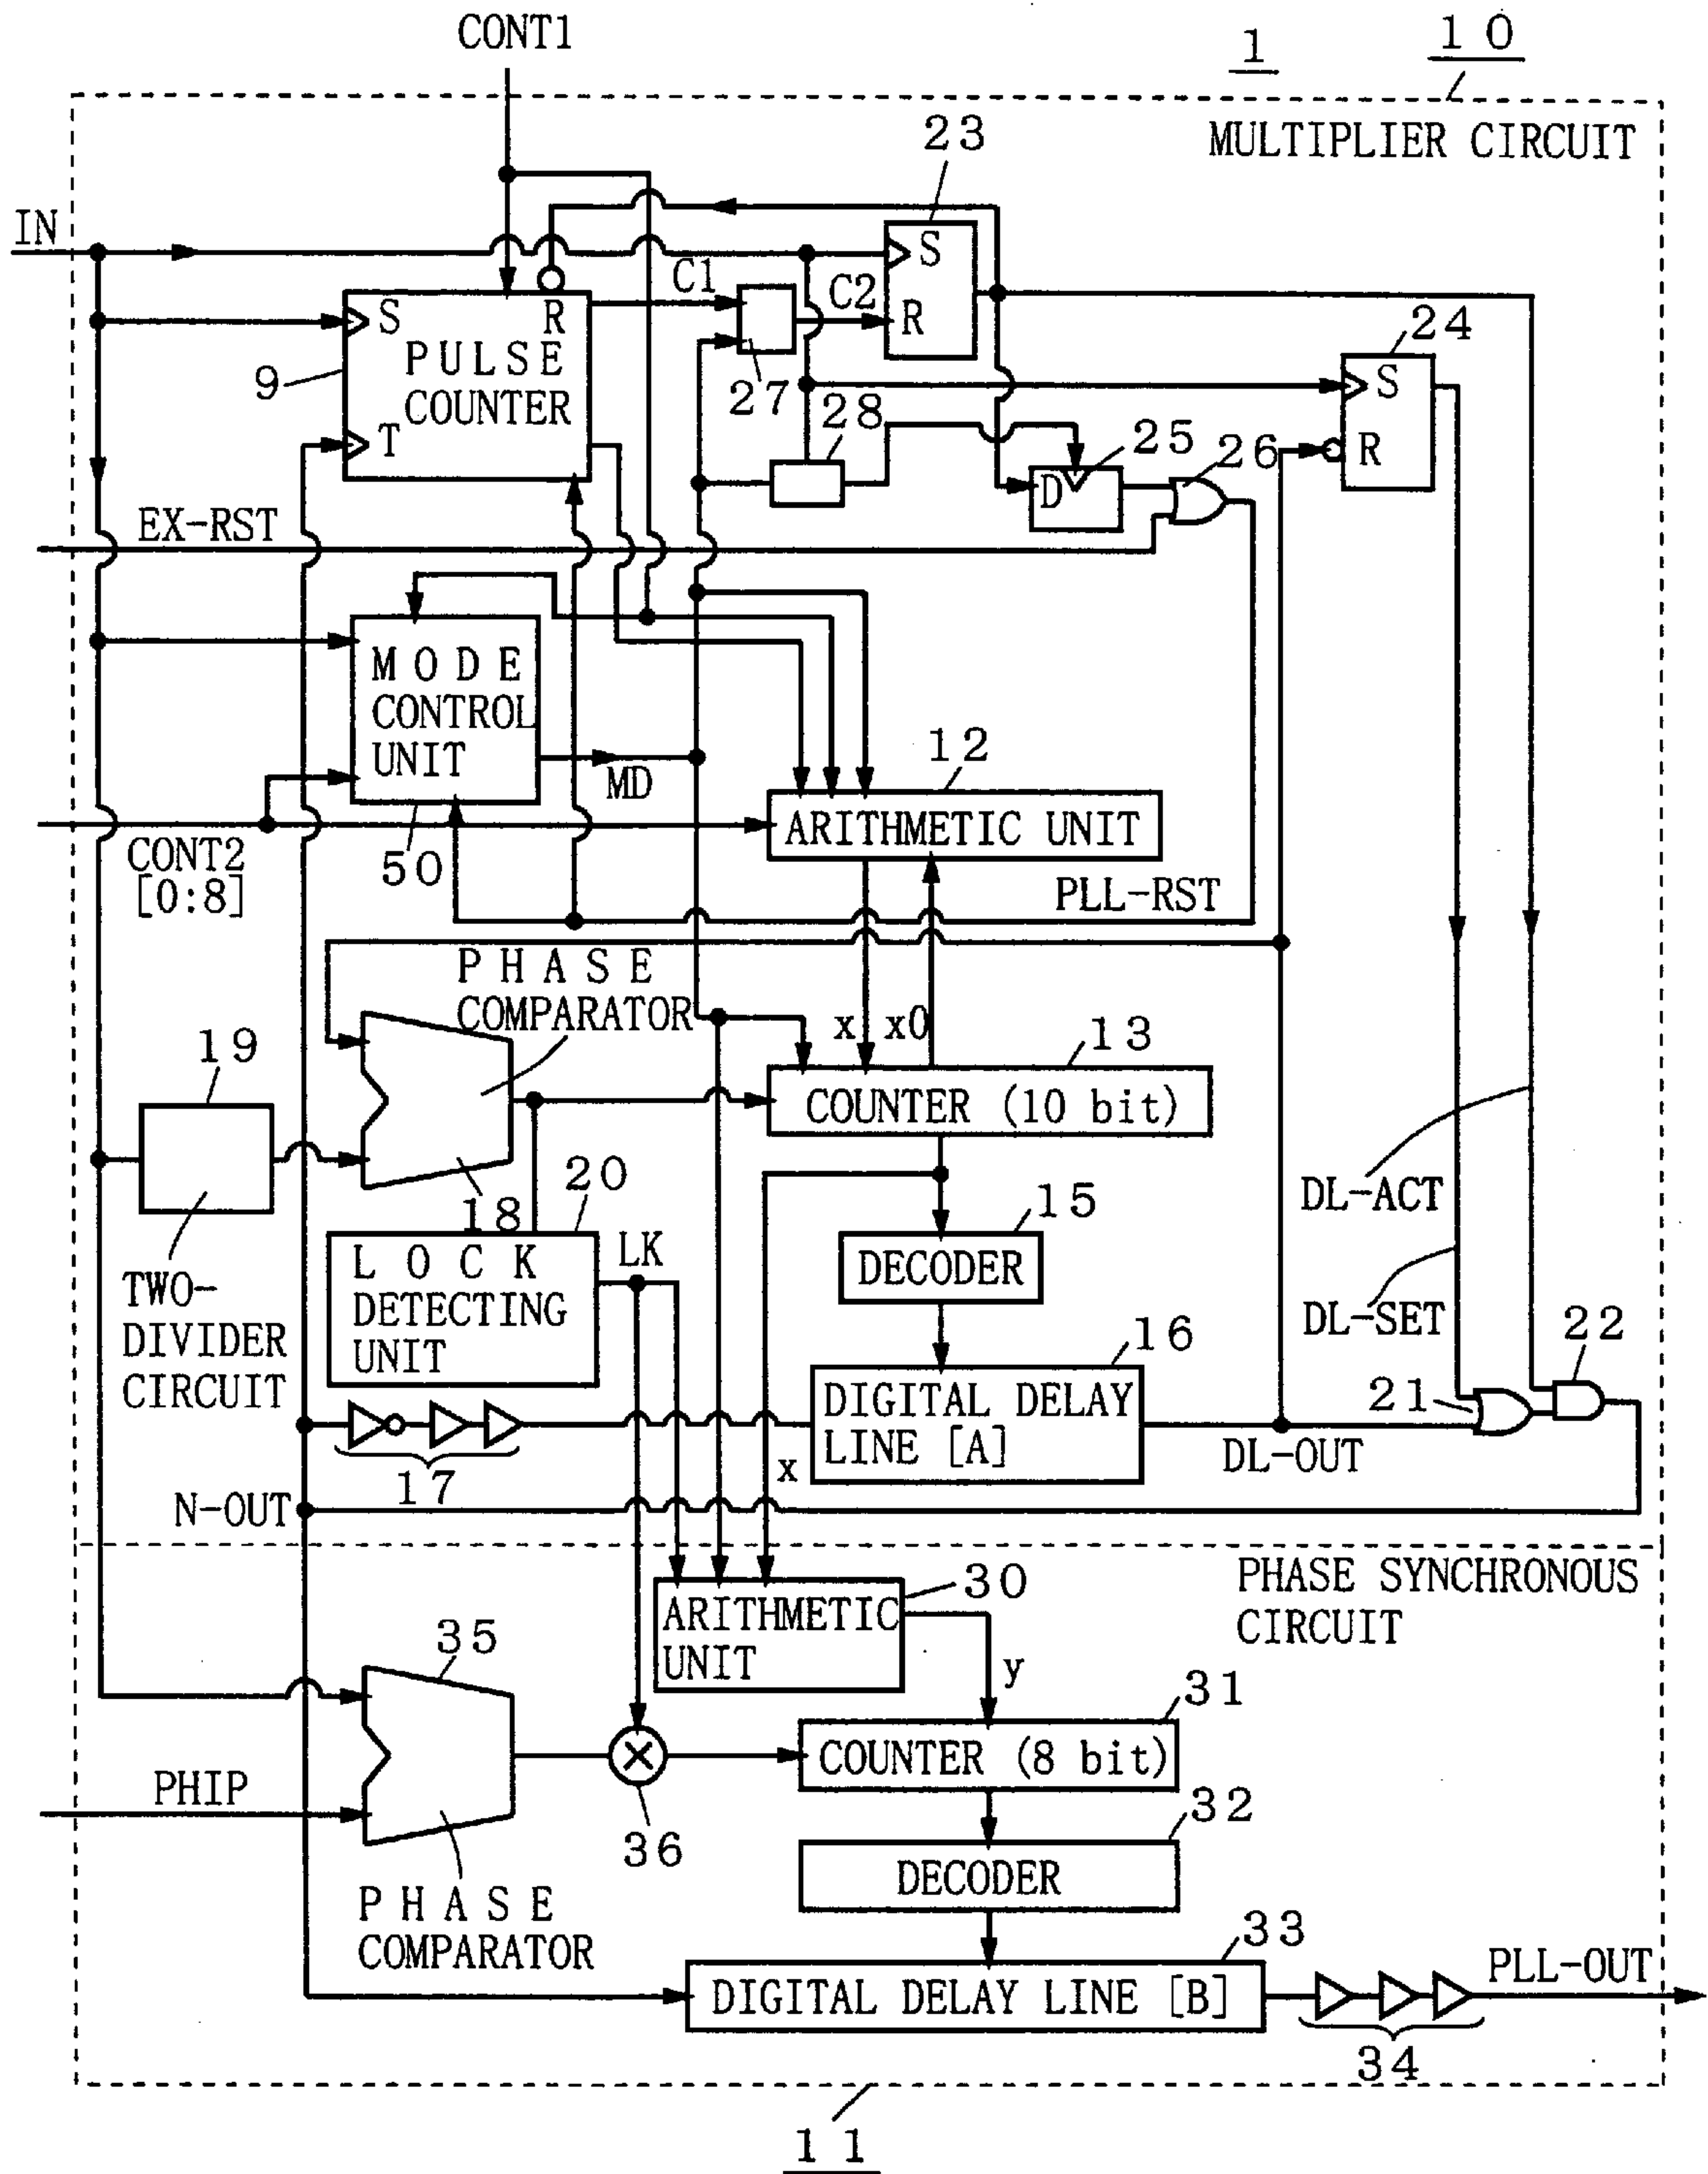 CONT1
1
10
MULTIPLIER CIRCUIT
23
IN
S
C1
C2
S
R
R
24
PULSE
COUNTER
9
T
27
28
S
R
25
26
D
EX-RST
MODE
CONTROL
UNIT
MD
12
ARITHMETIC UNIT
CONT2
[0:8]
50
PLL-RST
PHASE
COMPARATOR
x
x0
13
19
COUNTER (10 bit)
18
20
DL-ACT
15
LK
LOCK
DETECTING
UNIT
DECODER
TWO-
DIVIDER
CIRCUIT
DL-SET
22
16
21
DIGITAL DELAY
LINE [A]
DL-OUT
17
x
N-OUT
PHASE SYNCHRONOUS
CIRCUIT
30
ARITHMETIC
UNIT
35
y
31
COUNTER (8 bit)
PHIP
36
32
DECODER
PHASE
COMPARATOR
33
PLL-OUT
DIGITAL DELAY LINE [B]
34
11